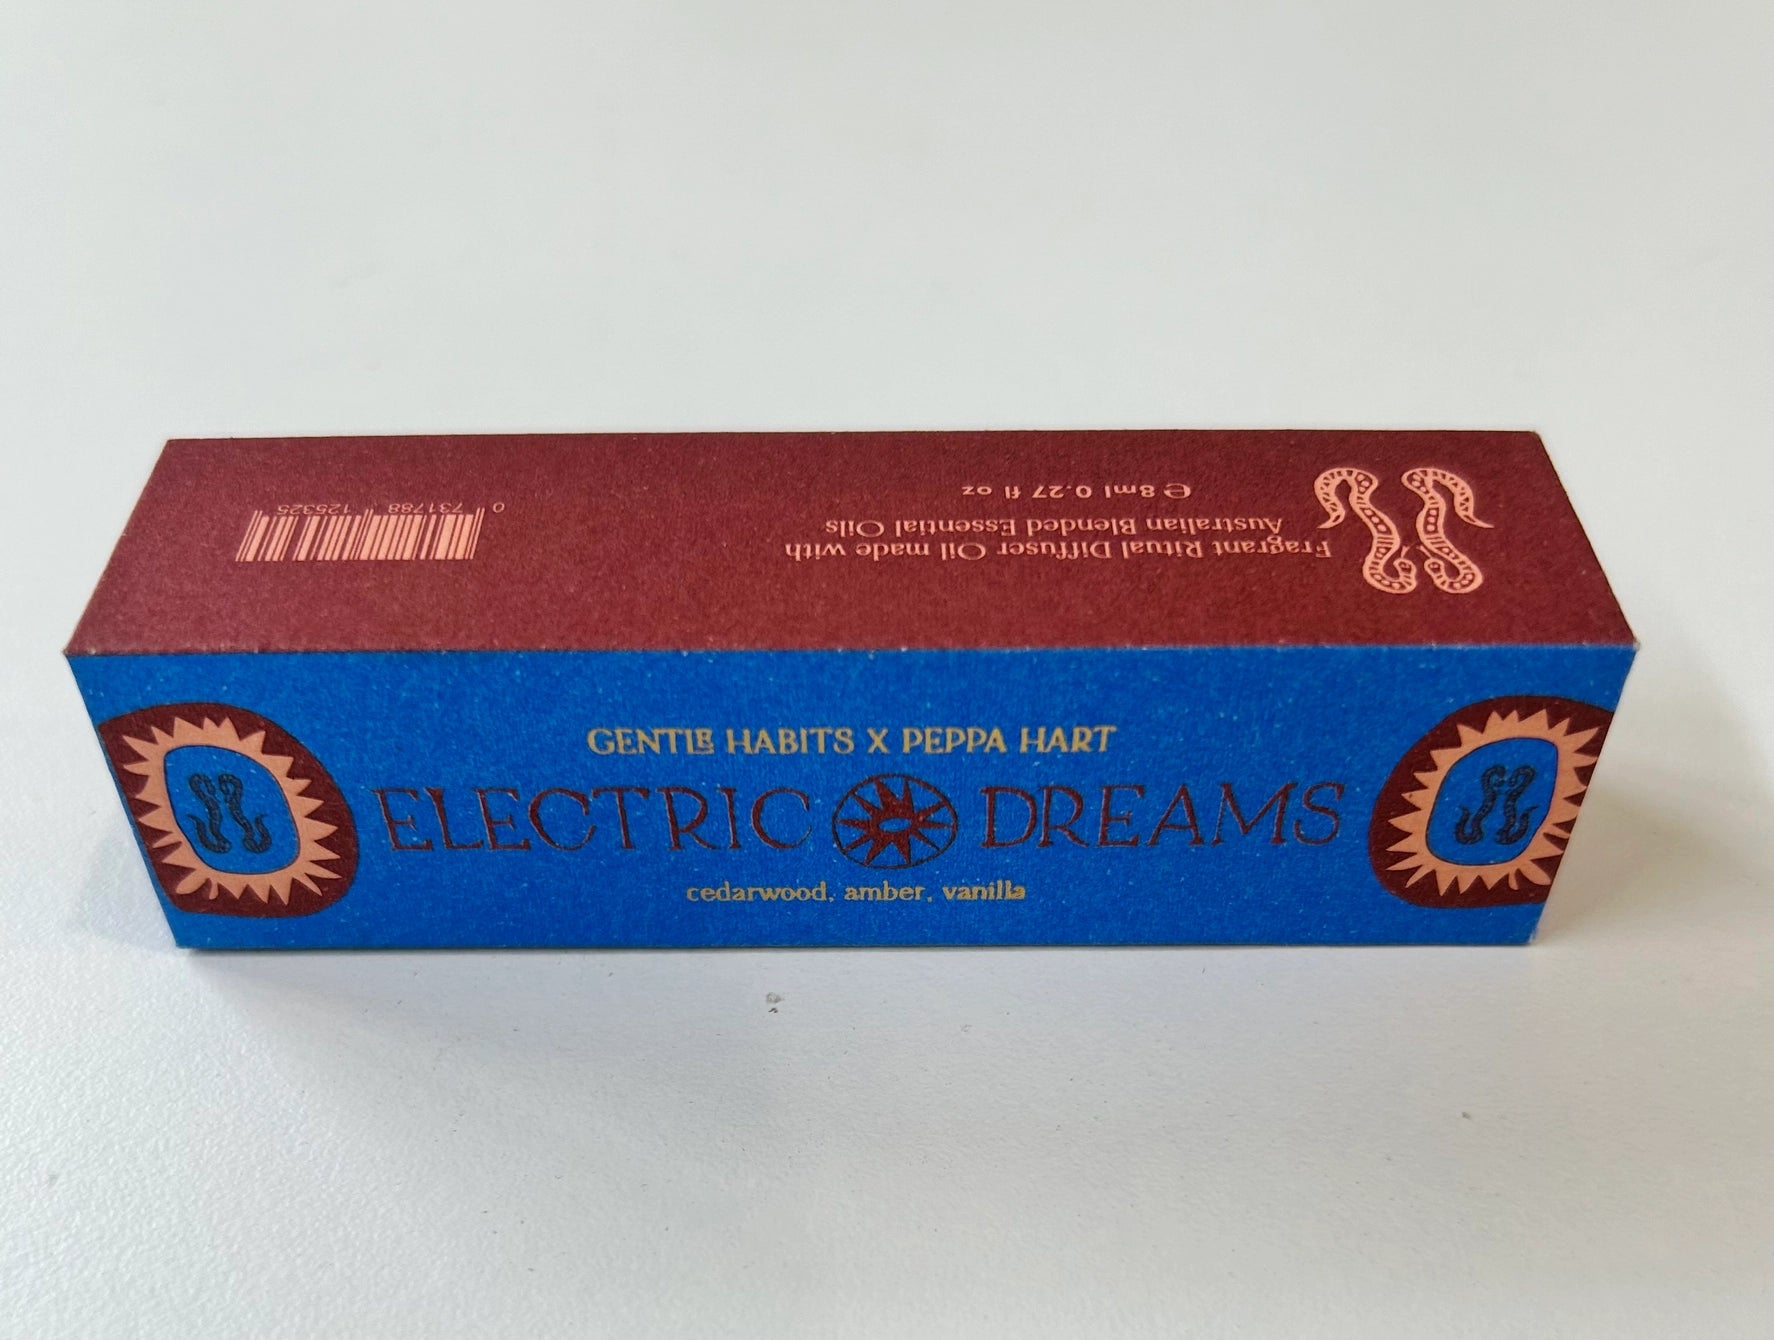 GENTLE HABITS X PEPPA HART
ELECTRIC DREAMS
cedarwood, amber, vanilla
Fragrant Ritual Diffuser Oil made with
Australian Blended Essential Oils
℮ 8ml 0.27 fl oz
0 731788 125325